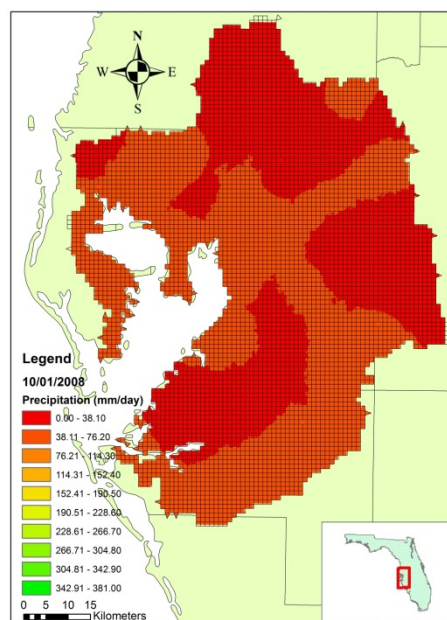 N
W E
S
Legend
10/01/2008
Precipitation (mm/day)
0.00 - 38.10
38.11 - 76.20
76.21 - 114.30
114.31 - 152.40
152.41 - 190.50
190.51 - 228.60
228.61 - 266.70
266.71 - 304.80
304.81 - 342.90
342.91 - 381.00
0 5 10 15
Kilometers